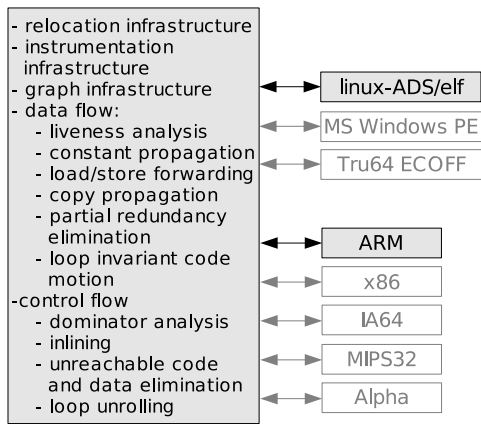 - relocation infrastructure
- instrumentation
infrastructure
- graph infrastructure
- data flow:
- liveness analysis
- constant propagation
- load/store forwarding
- copy propagation
- partial redundancy
elimination
- loop invariant code
motion
-control flow
- dominator analysis
- inlining
- unreachable code
and data elimination
- loop unrolling
linux-ADS/elf
MS Windows PE
Tru64 ECOFF
ARM
x86
IA64
MIPS32
Alpha